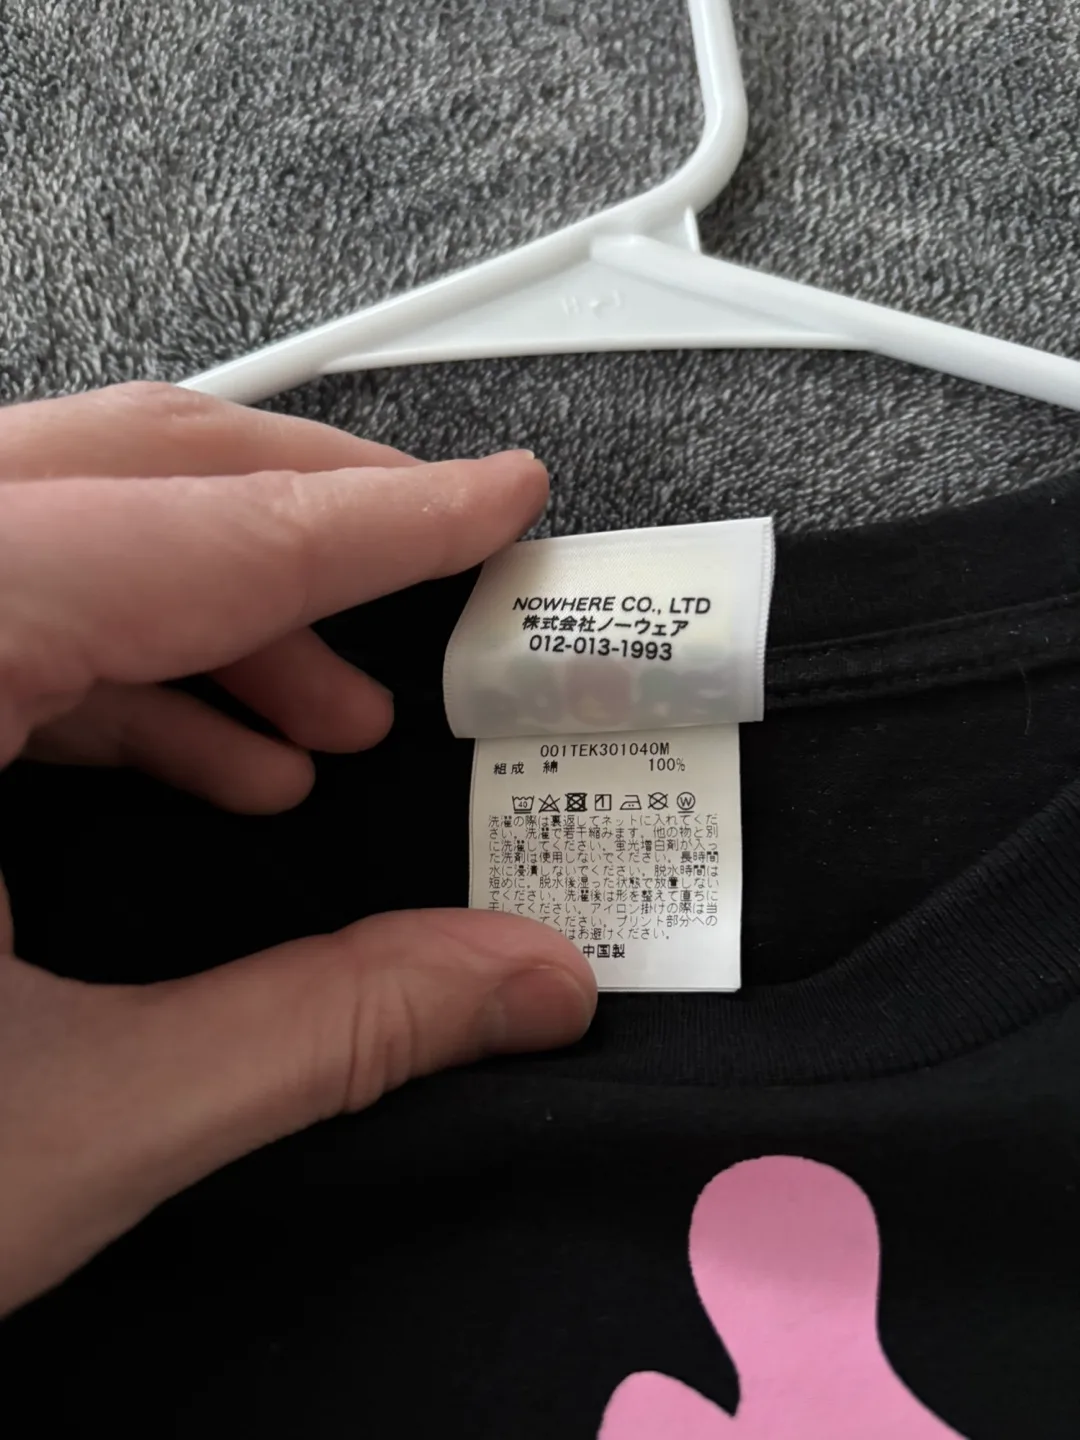 NOWHERE CO., LTD
株式会社ノーウェア
012-013-1993
001TEK301040M
組成 綿 100%
40 W
洗濯の際は裏返してネットに入れてくだ
さい。洗濯で若干縮みます。他の物と別
に洗濯してください。蛍光増白剤が入っ
た洗剤は使用しないでください。長時間
水に浸漬しないでください。脱水時間は
短めに。脱水後湿った状態で放置しない
でください。洗濯後は形を整えて直ちに
干してください。アイロン掛けの際は当
てください。プリント部分への
はお避けください。
中国製